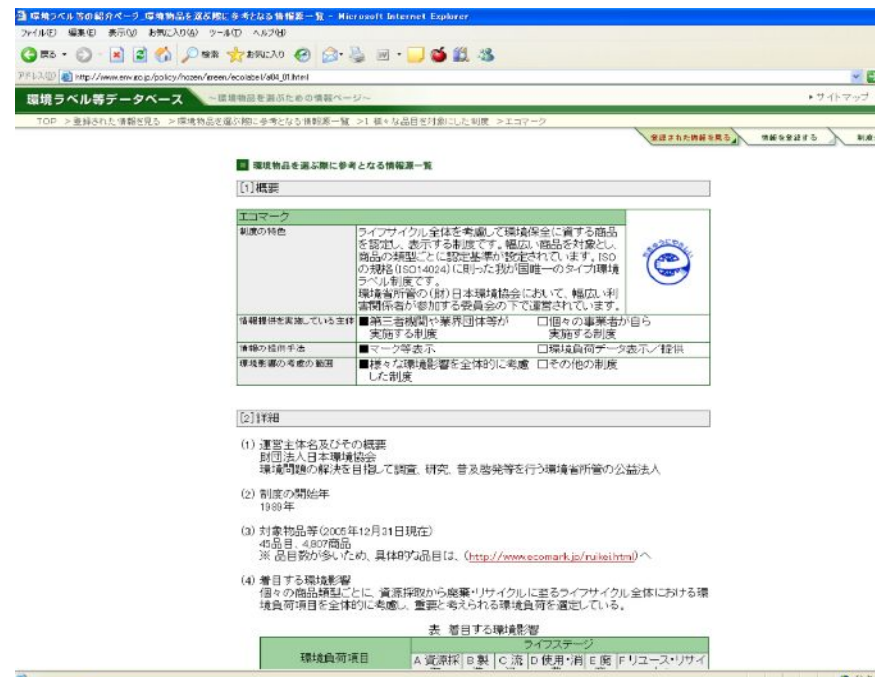 環境ラベル等の紹介ページ_環境物品を選ぶ際に参考となる情報源一覧 - Microsoft Internet Explorer
ファイル(F) 編集(E) 表示(V) お気に入り(A) ツール(T) ヘルプ(H)
戻る 検索 お気に入り
アドレス(D) http://www.env.go.jp/policy/hozen/green/ecolabel/a04_01.html
環境ラベル等データベース ～環境物品を選ぶための情報ページ～ サイトマップ
TOP >登録された情報を見る >環境物品を選ぶ際に参考となる情報源一覧 >1 様々な品目を対象にした制度 >エコマーク
登録された情報を見る 情報を登録する
環境物品を選ぶ際に参考となる情報源一覧
[1]概要
エコマーク
制度の特色
ライフサイクル全体を考慮して環境保全に資する商品
を認定し、表示する制度です。幅広い商品を対象とし、
商品の類型ごとに認定基準が設定されています。ISO
の規格(ISO14024)に則った我が国唯一のタイプI環境
ラベル制度です。
環境省所管の(財)日本環境協会において、幅広い利
害関係者が参加する委員会の下で運営されています。
情報提供を実施している主体 ■第三者機関や業界団体等が □個々の事業者が自ら
実施する制度 実施する制度
情報の提供手法 ■マーク等表示 □環境負荷データ表示／提供
環境影響の考慮の範囲 ■様々な環境影響を全体的に考慮 □その他の制度
した制度
[2]詳細
(1) 運営主体名及びその概要
財団法人日本環境協会
環境問題の解決を目指して調査、研究、普及啓発等を行う環境省所管の公益法人
(2) 制度の開始年
1989年
(3) 対象物品等(2005年12月31日現在)
45品目、4,807商品
※ 品目数が多いため、具体的な品目は、(http://www.ecomark.jp/ruikei.html)へ
(4) 着目する環境影響
個々の商品類型ごとに、資源採取から廃棄・リサイクルに至るライフサイクル全体における環
境負荷項目を全体的に考慮し、重要と考えられる環境負荷を選定している。
表 着目する環境影響
ライフステージ
環境負荷項目 A 資源採 B 製 C 流 D 使用・消 E 廃 F リユース・リサイ